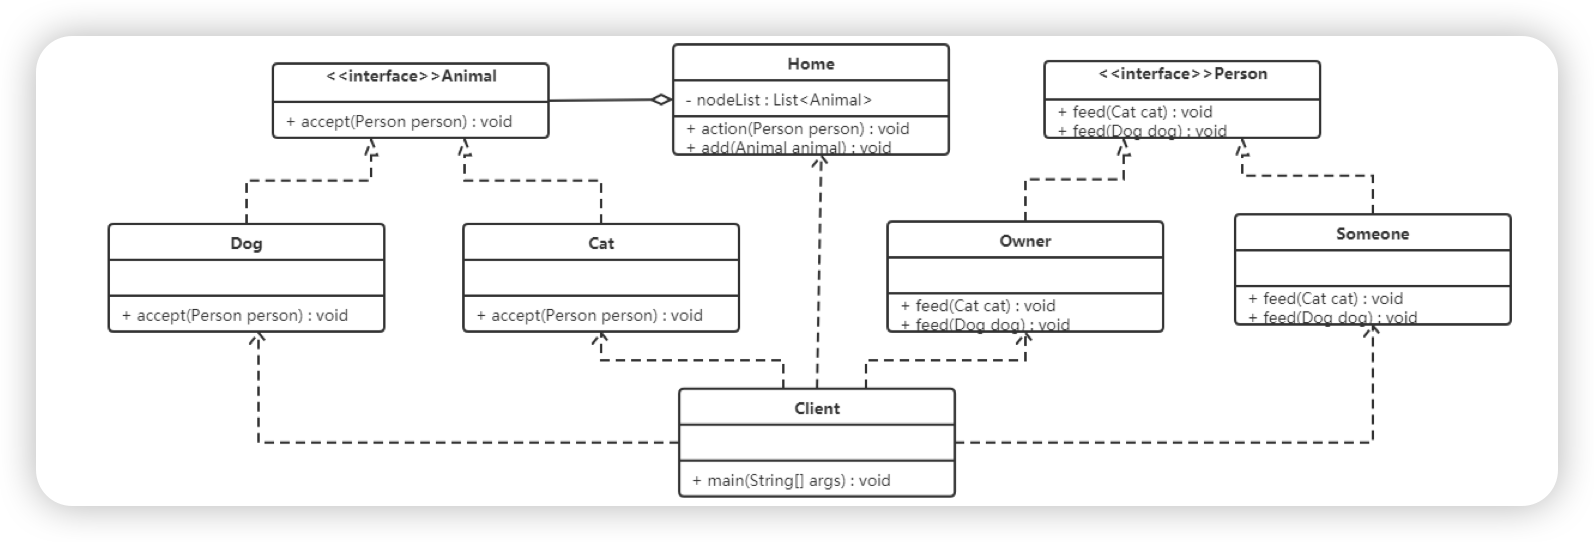 <<interface>>Animal
+ accept(Person person) : void
Home
- nodeList : List<Animal>
+ action(Person person) : void
+ add(Animal animal) : void
<<interface>>Person
+ feed(Cat cat) : void
+ feed(Dog dog) : void
Dog
+ accept(Person person) : void
Cat
+ accept(Person person) : void
Owner
+ feed(Cat cat) : void
+ feed(Dog dog) : void
Someone
+ feed(Cat cat) : void
+ feed(Dog dog) : void
Client
+ main(String[] args) : void